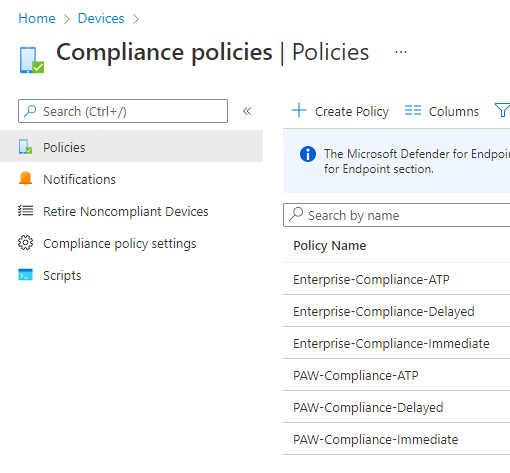 Home > Devices >
Compliance policies | Policies ...
Search (Ctrl+/)
«
Policies
Notifications
Retire Noncompliant Devices
Compliance policy settings
Scripts
+ Create Policy
Columns
The Microsoft Defender for Endpoin
for Endpoint section.
Search by name
Policy Name
Enterprise-Compliance-ATP
Enterprise-Compliance-Delayed
Enterprise-Compliance-Immediate
PAW-Compliance-ATP
PAW-Compliance-Delayed
PAW-Compliance-Immediate